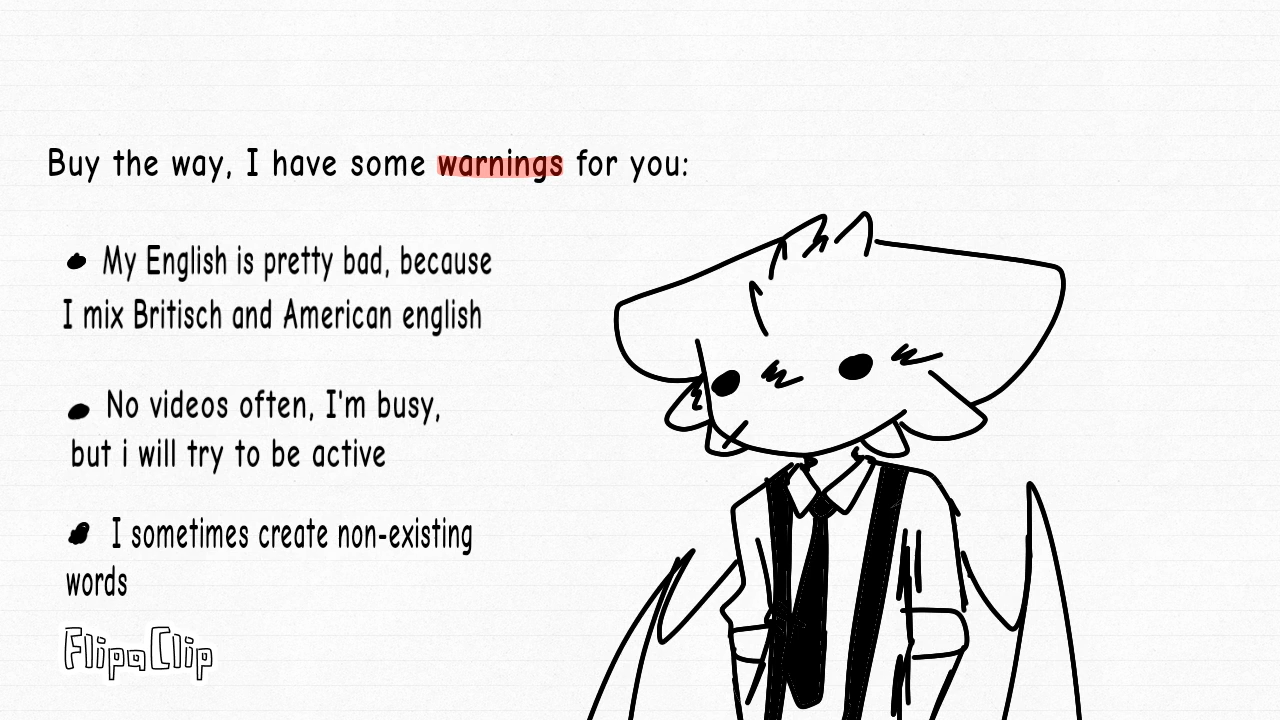 Buy the way, I have some warnings for you:
My English is pretty bad, because
I mix Britisch and American english
No videos often, I'm busy,
but i will try to be active
I sometimes create non-existing
words
FlipaClip